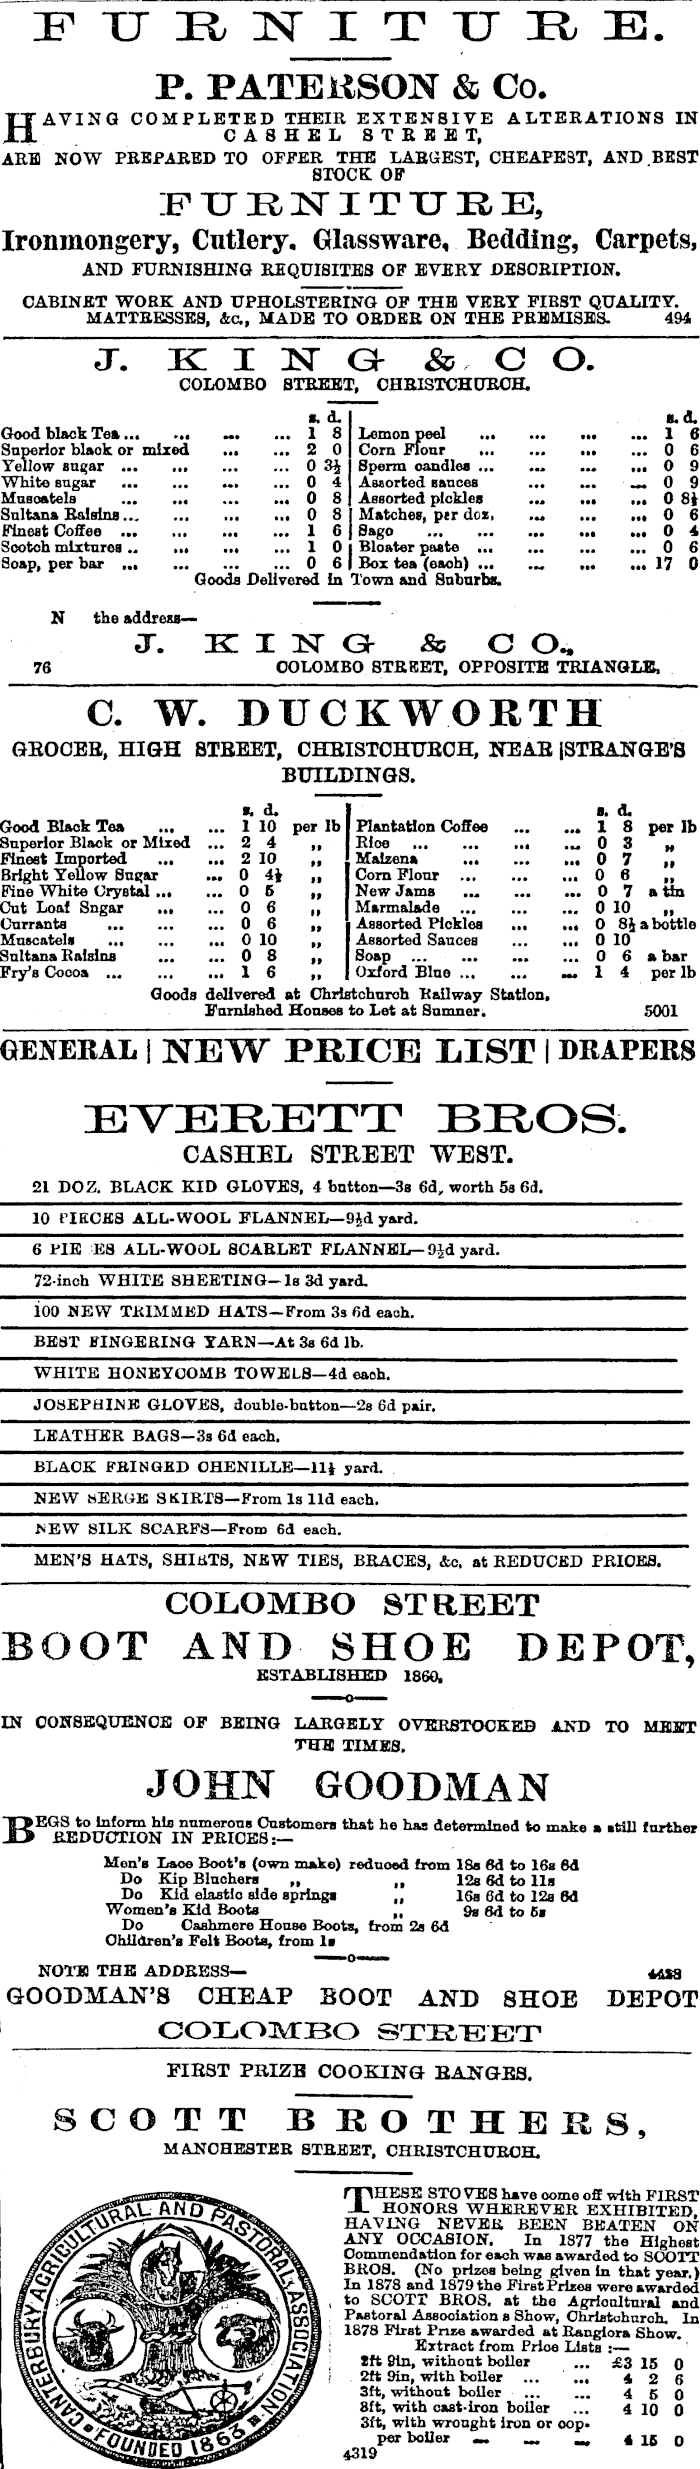 FURNITURE.
P. PATERSON & Co.
HAVING COMPLETED THEIR EXTENSIVE ALTERATIONS IN
CASHEL STREET,
ARE NOW PREPARED TO OFFER THE LARGEST, CHEAPEST, AND BEST
STOCK OF
FURNITURE,
Ironmongery, Cutlery, Glassware, Bedding, Carpets,
AND FURNISHING REQUISITES OF EVERY DESCRIPTION.
CABINET WORK AND UPHOLSTERING OF THE VERY FIRST QUALITY.
MATTRESSES, &c., MADE TO ORDER ON THE PREMISES. 494
J. KING & CO.
COLOMBO STREET, CHRISTCHURCH.
s. d.
Good black Tea ... ... ... ... 1 8
Superior black or mixed ... ... 2 0
Yellow sugar ... ... ... ... 0 3½
White sugar ... ... ... ... 0 4
Muscatels ... ... ... ... 0 8
Sultana Raisins ... ... ... ... 0 8
Finest Coffee ... ... ... ... 1 6
Scotch mixtures .. ... ... ... 1 0
Soap, per bar ... ... ... ... 0 6
s. d.
Lemon peel ... ... ... ... 1 6
Corn Flour ... ... ... ... 0 6
Sperm candles ... ... ... ... 0 9
Assorted sauces ... ... ... 0 9
Assorted pickles ... ... ... 0 8½
Matches, per doz, ... ... ... 0 6
Sago ... ... ... ... 0 4
Bloater paste ... ... ... ... 0 6
Box tea (each) ... ... ... ... 17 0
Goods Delivered in Town and Suburbs.
N the address—
J. KING & CO.,
76 COLOMBO STREET, OPPOSITE TRIANGLE,
C. W. DUCKWORTH
GROCER, HIGH STREET, CHRISTCHURCH, NEAR STRANGE'S
BUILDINGS.
s. d.
Good Black Tea ... ... 1 10 per lb
Superior Black or Mixed ... 2 4 „
Finest Imported ... ... 2 10 „
Bright Yellow Sugar ... 0 4½ „
Fine White Crystal ... ... 0 5 „
Cut Loaf Sugar ... ... 0 6 „
Currants ... ... ... 0 6 „
Muscatels ... ... ... 0 10 „
Sultana Raisins ... ... 0 8 „
Fry's Cocoa ... ... ... 1 6 „
s. d.
Plantation Coffee ... ... 1 8 per lb
Rice ... ... ... ... 0 3 „
Maizena ... ... ... 0 7 „
Corn Flour ... ... ... 0 6 „
New Jams ... ... ... 0 7 a tin
Marmalade ... ... ... 0 10 „
Assorted Pickles ... ... 0 8½ a bottle
Assorted Sauces ... ... 0 10
Soap ... ... ... ... 0 6 a bar
Oxford Blue ... ... ... 1 4 per lb
Goods delivered at Christchurch Railway Station.
Furnished Houses to Let at Sumner. 5001
GENERAL | NEW PRICE LIST | DRAPERS
EVERETT BROS.
CASHEL STREET WEST.
21 DOZ. BLACK KID GLOVES, 4 button—3s 6d, worth 5s 6d.
10 PIECES ALL-WOOL FLANNEL—9½d yard.
6 PIE ES ALL-WOOL SCARLET FLANNEL—9½d yard.
72-inch WHITE SHEETING—1s 3d yard.
100 NEW TRIMMED HATS—From 3s 6d each.
BEST FINGERING YARN—At 3s 6d lb.
WHITE HONEYCOMB TOWELS—4d each.
JOSEPHINE GLOVES, double-button—2s 6d pair.
LEATHER BAGS—3s 6d each.
BLACK FRINGED CHENILLE—11½ yard.
NEW SERGE SKIRTS—From 1s 11d each.
NEW SILK SCARFS—From 6d each.
MEN'S HATS, SHIRTS, NEW TIES, BRACES, &c, at REDUCED PRICES.
COLOMBO STREET
BOOT AND SHOE DEPOT,
ESTABLISHED 1860.
IN CONSEQUENCE OF BEING LARGELY OVERSTOCKED AND TO MEET
THE TIMES.
JOHN GOODMAN
BEGS to inform his numerous Customers that he has determined to make a still further
REDUCTION IN PRICES:—
Men's Lace Boot's (own make) reduced from 18s 6d to 16s 6d
Do Kip Bluchers „ „ 12s 6d to 11s
Do Kid elastic side springs „ 16s 6d to 12s 6d
Women's Kid Boots „ 9s 6d to 5s
Do Cashmere House Boots, from 2s 6d
Children's Felt Boots, from 1s
NOTE THE ADDRESS—
GOODMAN'S CHEAP BOOT AND SHOE DEPOT
COLOMBO STREET
FIRST PRIZE COOKING RANGES.
SCOTT BROTHERS,
MANCHESTER STREET, CHRISTCHURCH.
CANTERBURY AGRICULTURAL AND PASTORAL ASSOCIATION
FOUNDED 1863
THESE STOVES have come off with FIRST
HONORS WHEREVER EXHIBITED,
HAVING NEVER BEEN BEATEN ON
ANY OCCASION. In 1877 the Highest
Commendation for each was awarded to SCOTT
BROS. (No prizes being given in that year.)
In 1878 and 1879 the First Prizes were awarded
to SCOTT BROS. at the Agricultural and
Pastoral Association s Show, Christchurch. In
1878 First Prize awarded at Rangiora Show.
Extract from Price Lists :—
2ft 9in, without boiler ... £3 15 0
2ft 9in, with boiler ... ... 4 2 6
3ft, without boiler ... ... 4 5 0
3ft, with cast-iron boiler ... 4 10 0
3ft, with wrought iron or cop-
per boiler ... ... ... 4 15 0
4319